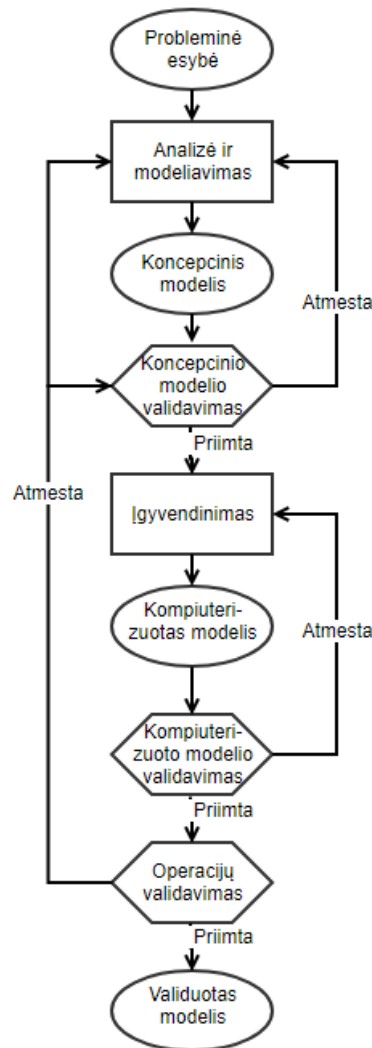 Probleminė
esybė
Analizė ir
modeliavimas
Koncepcinis
modelis
Atmesta
Koncepcinio
modelio
validavimas
Priimta
Atmesta
Įgyvendinimas
Kompiuteri-
zuotas modelis
Atmesta
Kompiuteri-
zuoto modelio
validavimas
Priimta
Operacijų
validavimas
Priimta
Validuotas
modelis